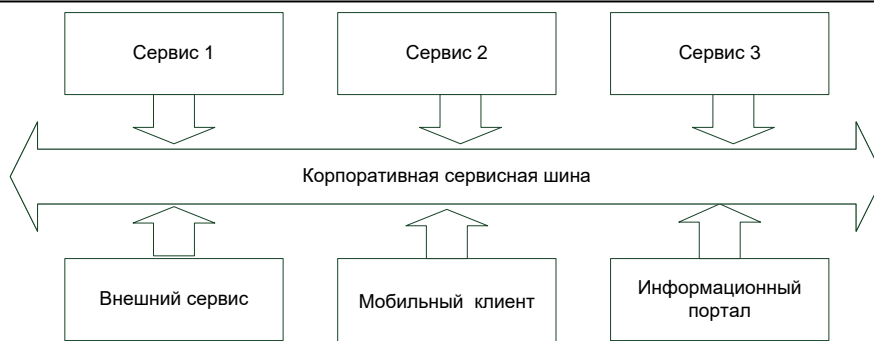 Сервис 1
Сервис 2
Сервис 3
Корпоративная сервисная шина
Внешний сервис
Мобильный клиент
Информационный
портал